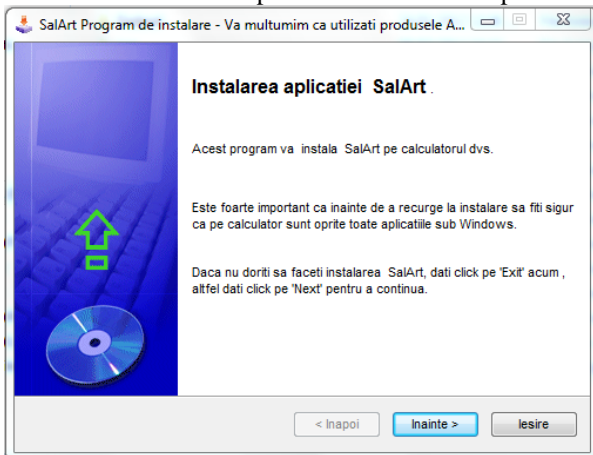 SalArt Program de instalare - Va multumim ca utilizati produsele A...
Instalarea aplicatiei SalArt .
Acest program va instala SalArt pe calculatorul dvs.
Este foarte important ca inainte de a recurge la instalare sa fiti sigur
ca pe calculator sunt oprite toate aplicatiile sub Windows.
Daca nu doriti sa faceti instalarea SalArt, dati click pe 'Exit' acum ,
altfel dati click pe 'Next' pentru a continua.
< Inapoi
Inainte >
Iesire